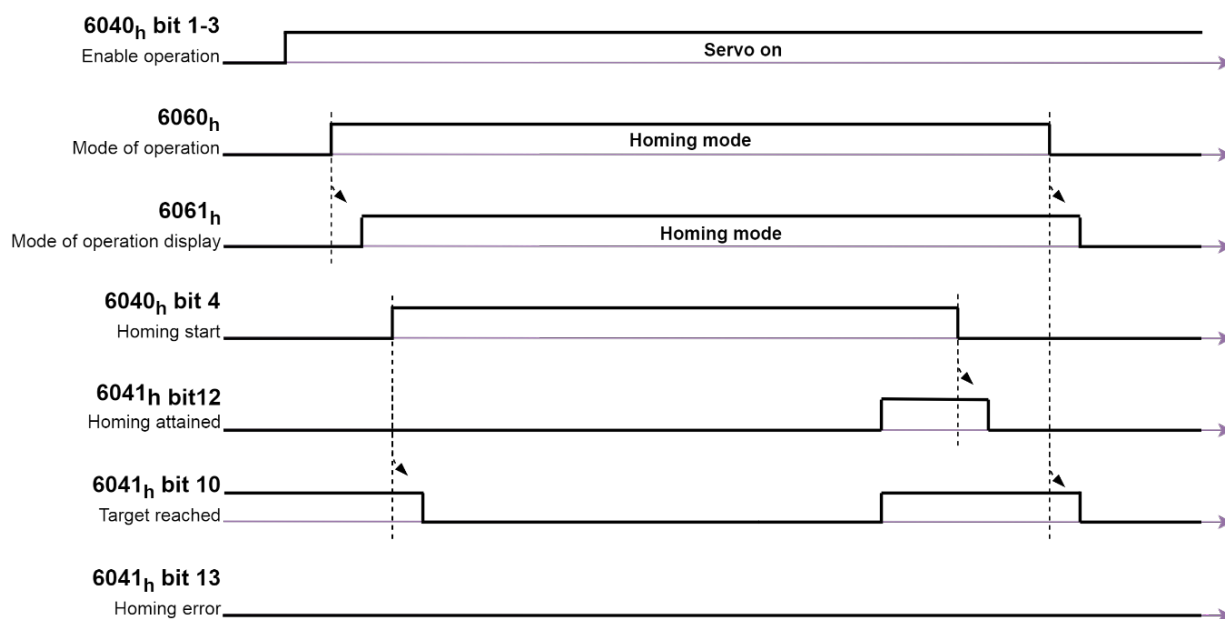 6040h bit 1-3
Enable operation
Servo on
6060h
Mode of operation
Homing mode
6061h
Mode of operation display
Homing mode
6040h bit 4
Homing start
6041h bit12
Homing attained
6041h bit 10
Target reached
6041h bit 13
Homing error